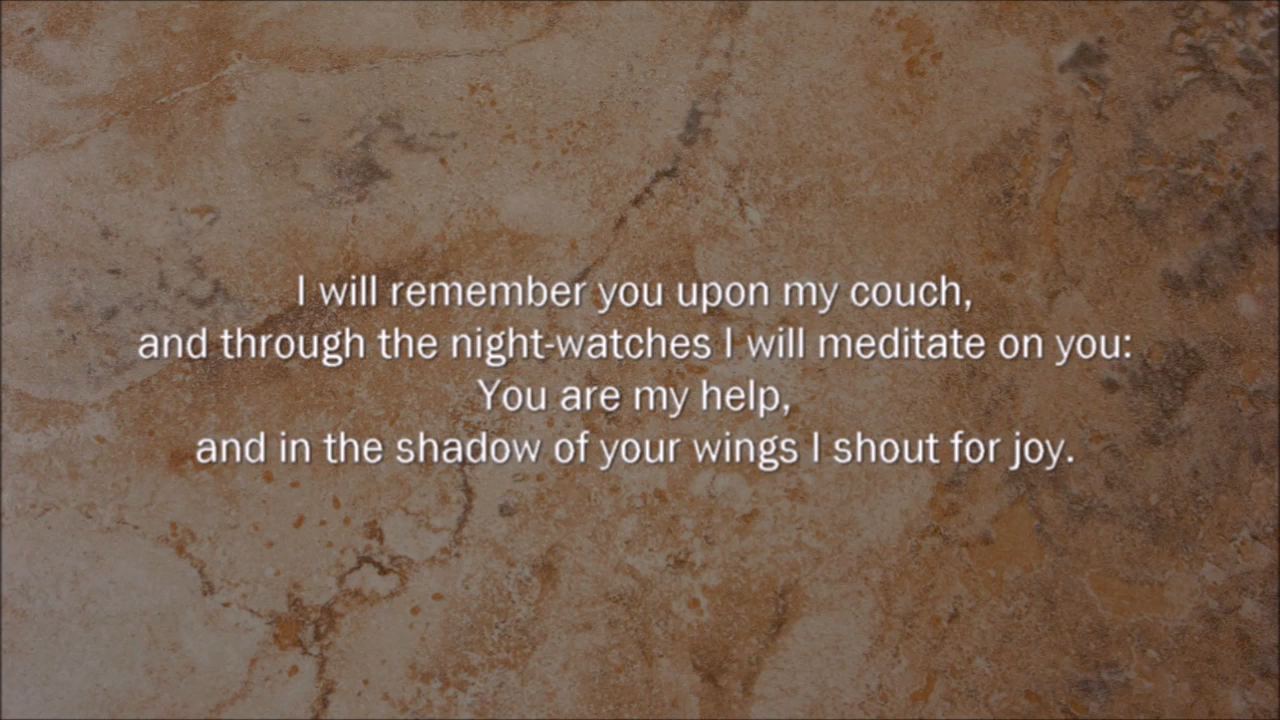 I will remember you upon my couch,
and through the night-watches I will meditate on you:
You are my help,
and in the shadow of your wings I shout for joy.